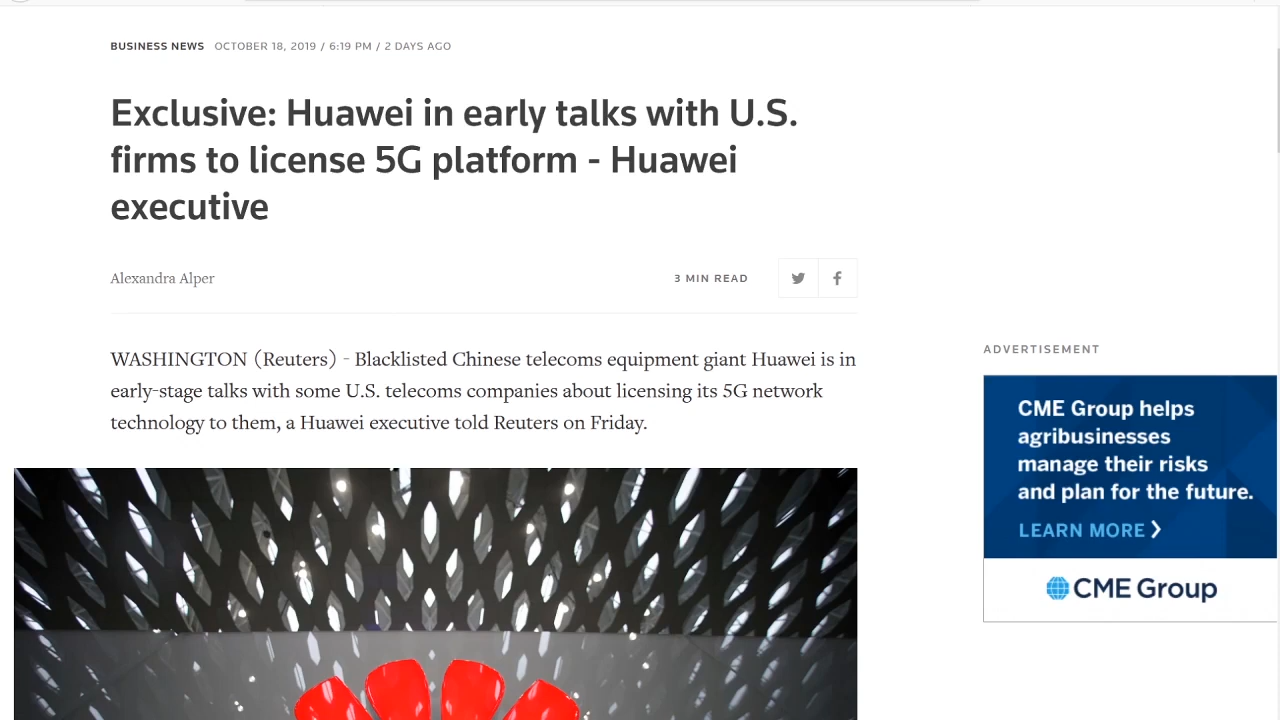 BUSINESS NEWS OCTOBER 18, 2019 / 6:19 PM / 2 DAYS AGO
Exclusive: Huawei in early talks with U.S.
firms to license 5G platform - Huawei
executive
Alexandra Alper
3 MIN READ
WASHINGTON (Reuters) - Blacklisted Chinese telecoms equipment giant Huawei is in
early-stage talks with some U.S. telecoms companies about licensing its 5G network
technology to them, a Huawei executive told Reuters on Friday.
ADVERTISEMENT
CME Group helps
agribusinesses
manage their risks
and plan for the future.
LEARN MORE ❯
CME Group